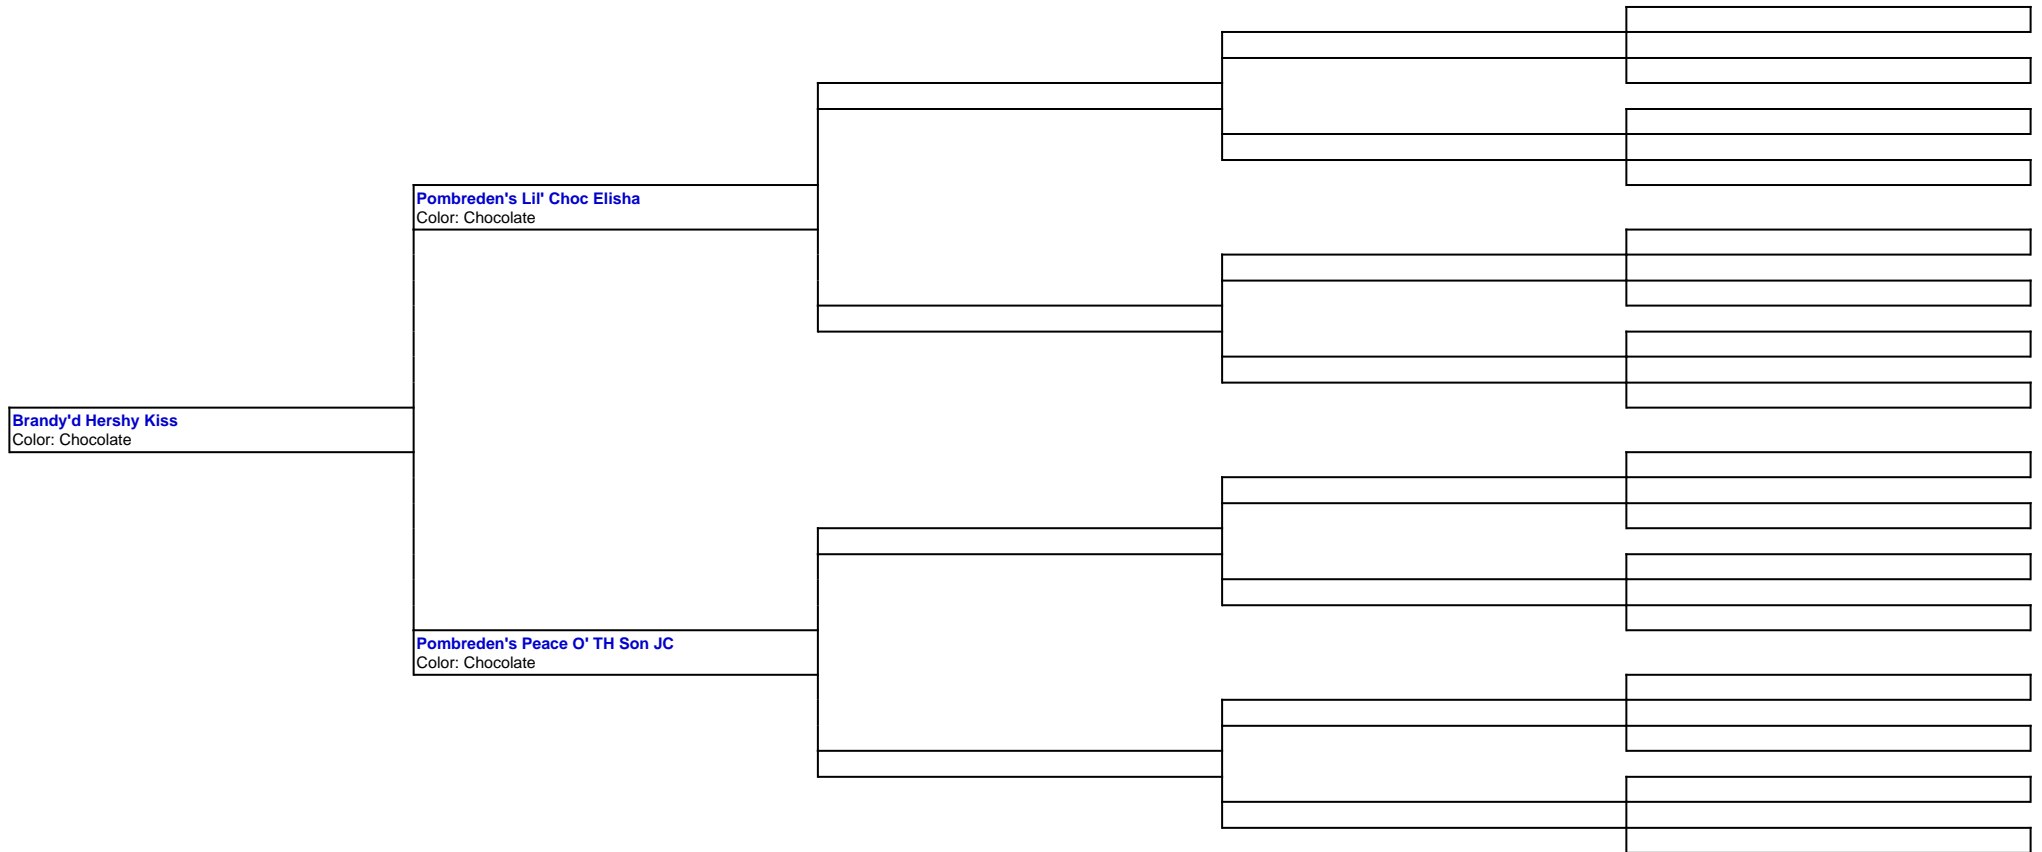 Pombreden's Lil' Choc Elisha
Color: Chocolate
Brandy'd Hershy Kiss
Color: Chocolate
Pombreden's Peace O' TH Son JC
Color: Chocolate